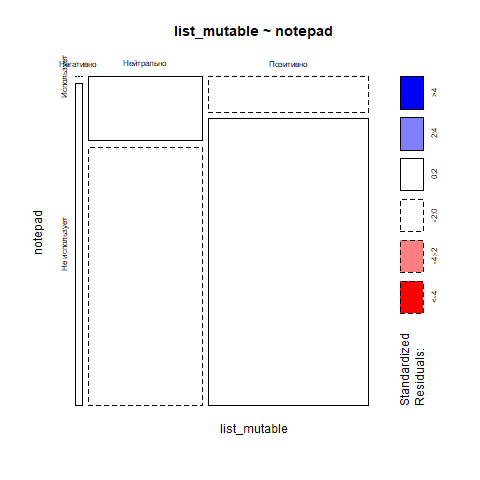 list_mutable ~ notepad
Негативно
Нейтрально
Позитивно
Использует
Не использует
notepad
list_mutable
>4
2:4
0:2
-2:0
-4:-2
<-4
Standardized
Residuals: